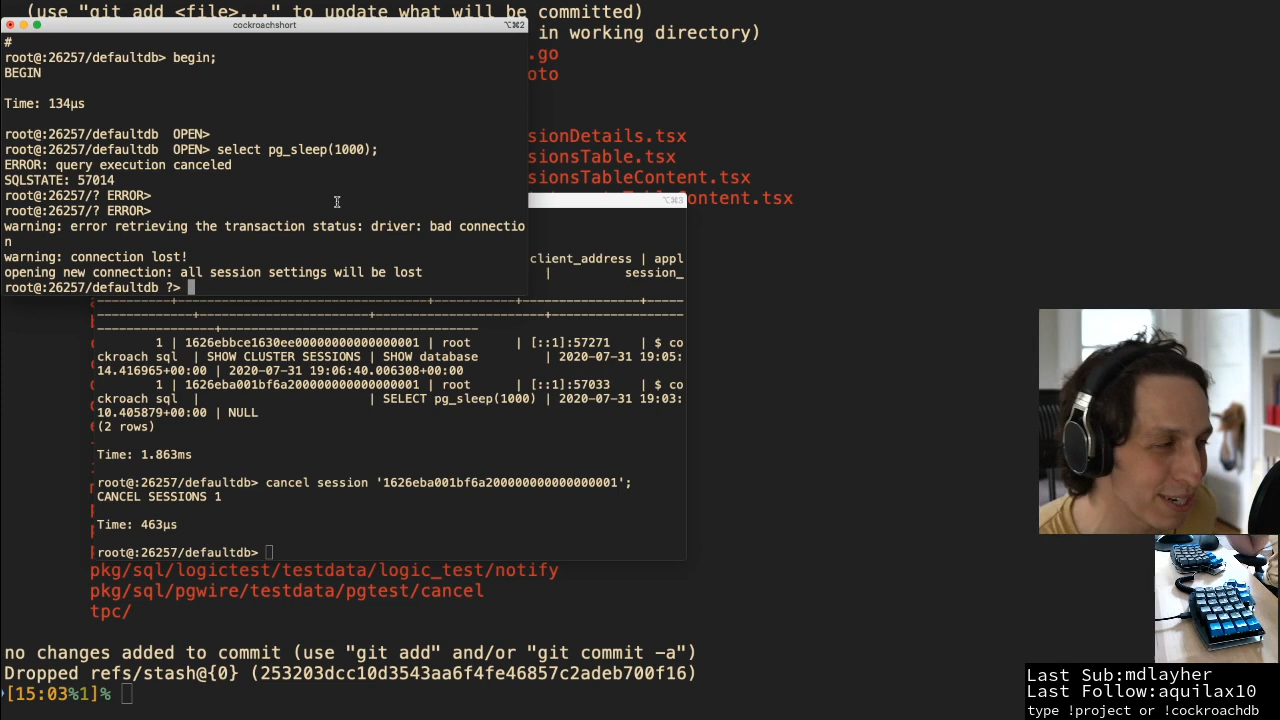 (use "git add <file>..." to update what will be committed)
in working directory)
.go
oto
sionDetails.tsx
sionsTable.tsx
sionsTableContent.tsx
Content.tsx
cockroachshort
⌥⌘2
#
root@:26257/defaultdb> begin;
BEGIN
Time: 134µs
root@:26257/defaultdb  OPEN>
root@:26257/defaultdb  OPEN> select pg_sleep(1000);
ERROR: query execution canceled
SQLSTATE: 57014
root@:26257/? ERROR>
root@:26257/? ERROR>
warning: error retrieving the transaction status: driver: bad connectio
n
warning: connection lost!
opening new connection: all session settings will be lost
root@:26257/defaultdb ?>
⌥⌘3
client_address | appl
|          session_
1 | 1626ebbce1630ee00000000000000001 | root      | [::1]:57271    | $ co
ckroach sql  | SHOW CLUSTER SESSIONS | SHOW database         | 2020-07-31 19:05:
14.416965+00:00 | 2020-07-31 19:06:40.006308+00:00
1 | 1626eba001bf6a200000000000000001 | root      | [::1]:57033    | $ co
ckroach sql  |                       | SELECT pg_sleep(1000) | 2020-07-31 19:03:
10.405879+00:00 | NULL
(2 rows)
Time: 1.863ms
root@:26257/defaultdb> cancel session '1626eba001bf6a200000000000000001';
CANCEL SESSIONS 1
Time: 463µs
root@:26257/defaultdb>
pkg/sql/logictest/testdata/logic_test/notify
pkg/sql/pgwire/testdata/pgtest/cancel
tpc/
no changes added to commit (use "git add" and/or "git commit -a")
Dropped refs/stash@{0} (253203dcc10d3543aa6f4fe46857c2adeb700f16)
[15:03%1]%
Last Sub:mdlayher
Last Follow:aquilax10
type !project or !cockroachdb